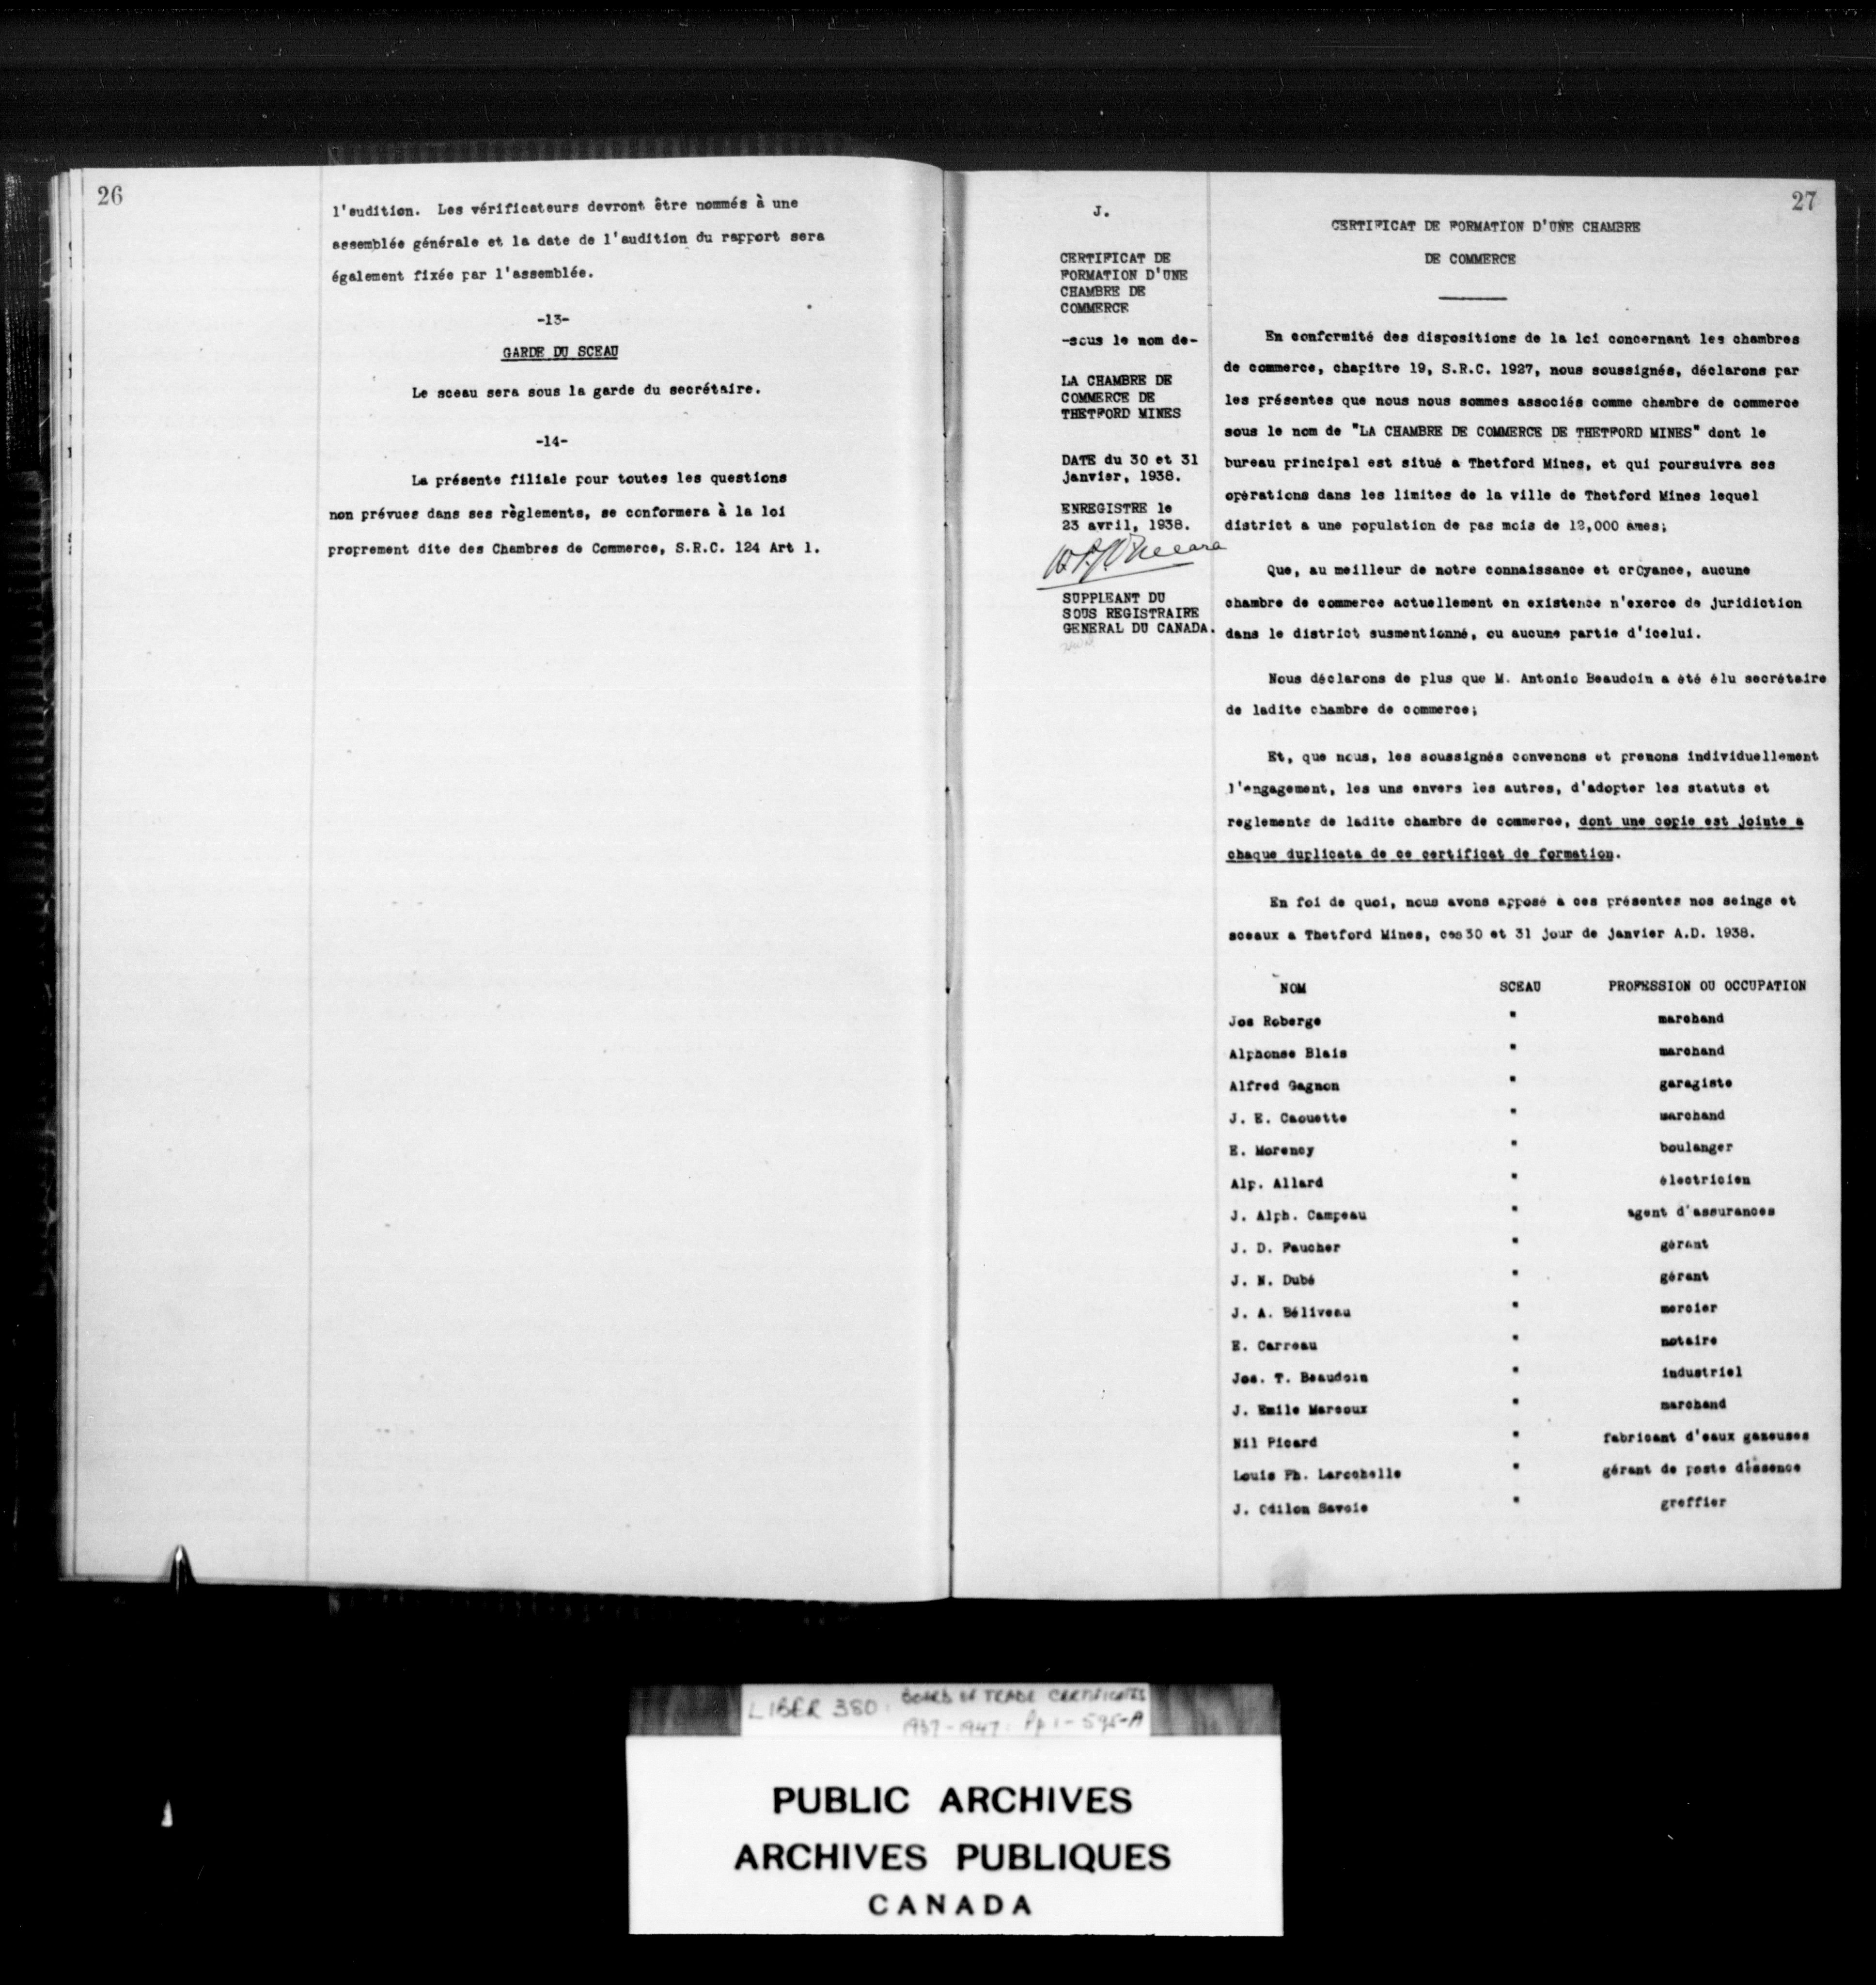 26
l'audition. Les vérificateurs devront être nommés à une
assemblée générale et la date de l'audition du rapport sera
également fixée par l'assemblée.
-13-
GARDE DU SCEAU
Le sceau sera sous la garde du secrétaire.
-14-
La présente filiale pour toutes les questions
non prévues dans ses règlements, se conformera à la loi
proprement dite des Chambres de Commerce, S.R.C. 124 Art 1.
27
J.
CERTIFICAT DE
FORMATION D'UNE
CHAMBRE DE
COMMERCE
-sous le nom de-
LA CHAMBRE DE
COMMERCE DE
THETFORD MINES
DATE du 30 et 31
janvier, 1938.
ENREGISTRE le
23 avril, 1938.
SUPPLEANT DU
SOUS REGISTRAIRE
GENERAL DU CANADA.
CERTIFICAT DE FORMATION D'UNE CHAMBRE
DE COMMERCE
En conformité des dispositions de la loi concernant les chambres
de commerce, chapitre 19, S.R.C. 1927, nous soussignés, déclarons par
les présentes que nous nous sommes associés comme chambre de commerce
sous le nom de "LA CHAMBRE DE COMMERCE DE THETFORD MINES" dont le
bureau principal est situé a Thetford Mines, et qui poursuivra ses
opérations dans les limites de la ville de Thetford Mines lequel
district a une population de pas mois de 12,000 ames;
Que, au meilleur de notre connaissance et croyance, aucune
chambre de commerce actuellement en existence n'exerce de juridiction
dans le district susmentionné, ou aucune partie d'icelui.
Nous déclarons de plus que M. Antonio Beaudoin a été élu secrétaire
de ladite chambre de commerce;
Et, que nous, les soussignés convenons et prenons individuellement
l'engagement, les uns envers les autres, d'adopter les statuts et
reglements de ladite chambre de commerce, dont une copie est jointe a
chaque duplicata de ce certificat de formation.
En foi de quoi, nous avons apposé à ces présentes nos seings et
sceaux a Thetford Mines, ces 30 et 31 jour de janvier A.D. 1938.
NOM SCEAU PROFESSION OU OCCUPATION
Jos Roberge " marchand
Alphonse Blais " marchand
Alfred Gagnon " garagiste
J. E. Caouette " marchand
E. Morency " boulanger
Alp. Allard " électricien
J. Alph. Campeau " agent d'assurances
J. D. Faucher " gérant
J. N. Dubé " gérant
J. A. Béliveau " mercier
E. Carreau " notaire
Jos. T. Beaudoin " industriel
J. Emile Marcoux " marchand
Nil Picard " fabricant d'eaux gazeuses
Louis Ph. Larochelle " gérant de poste d'essence
J. Odilon Savoie " greffier
LIBER 380: BOARD OF TRADE CERTIFICATES
1937-1947: Pp 1-595-A
PUBLIC ARCHIVES
ARCHIVES PUBLIQUES
CANADA